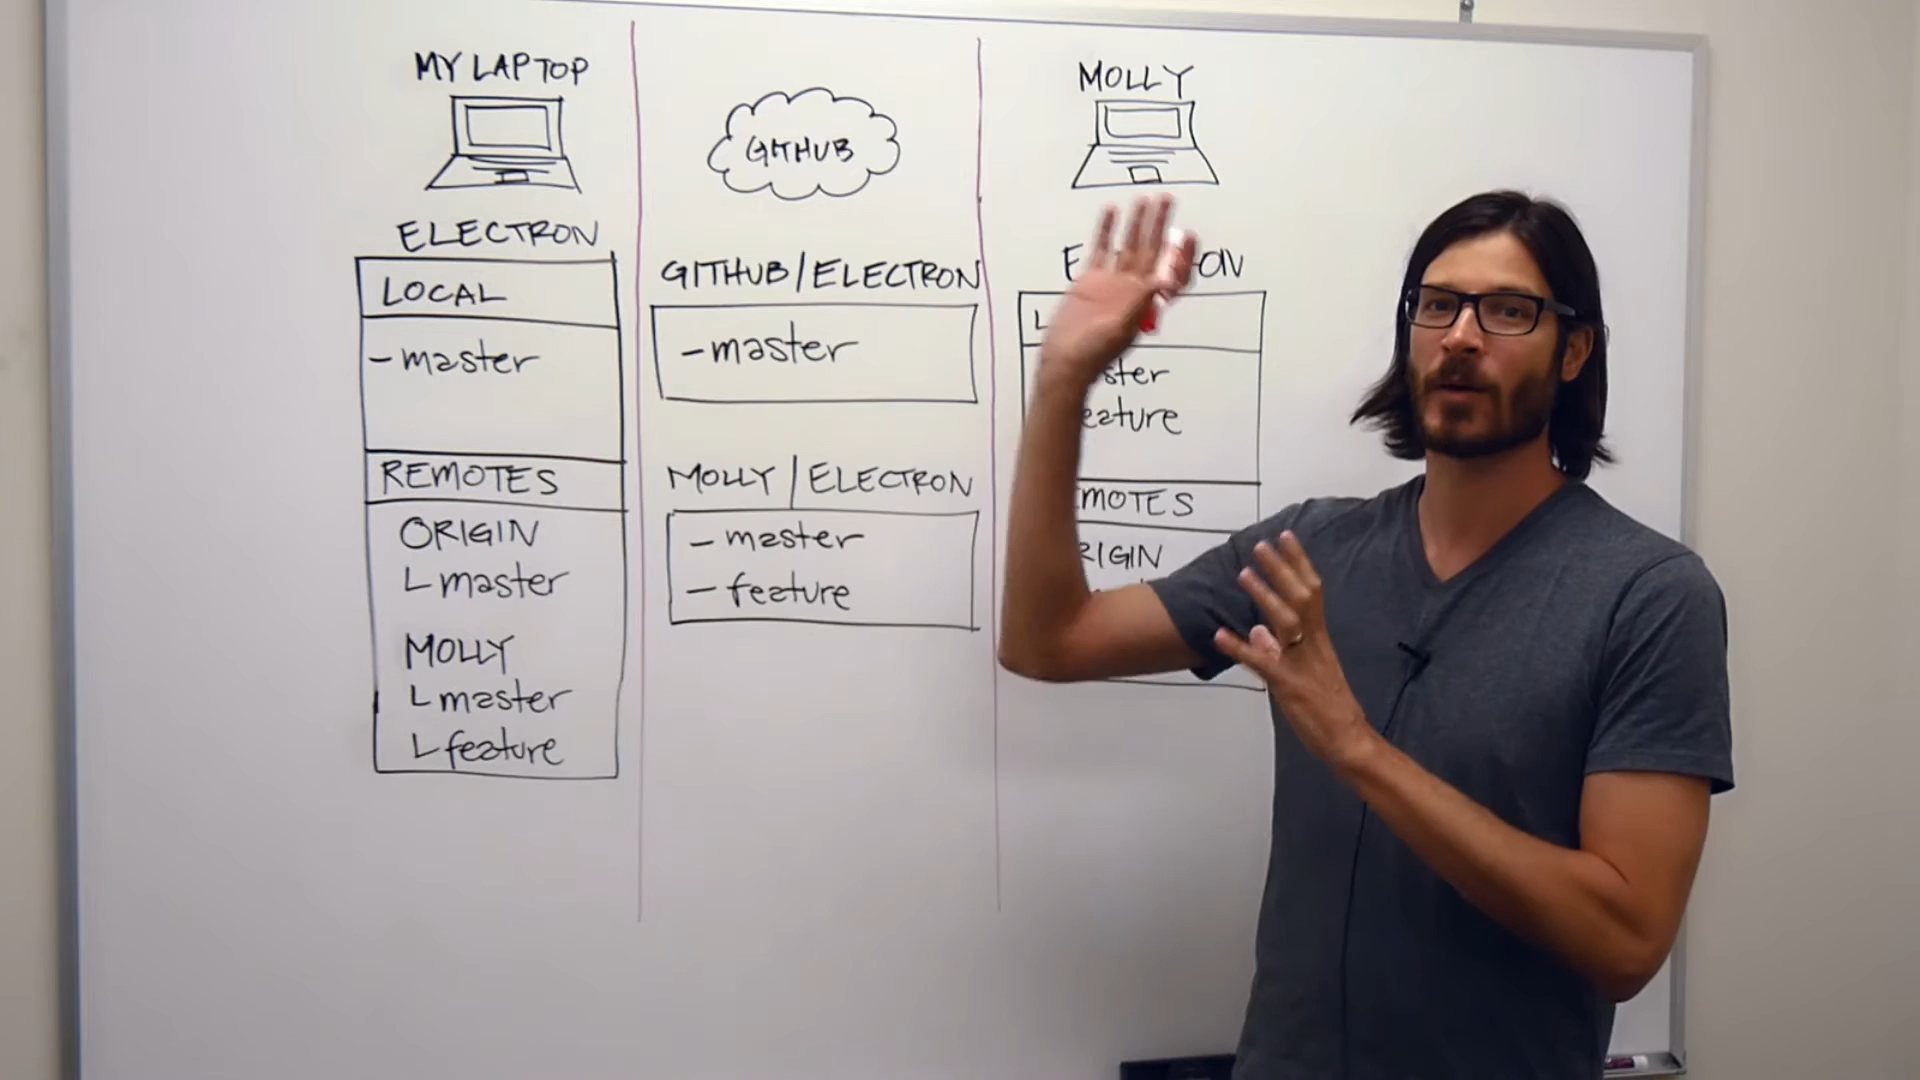 MY LAPTOP
ELECTRON
LOCAL
- master
REMOTES
ORIGIN
L master
MOLLY
L master
L feature
GITHUB
GITHUB/ELECTRON
- master
MOLLY/ELECTRON
- master
- feature
MOLLY